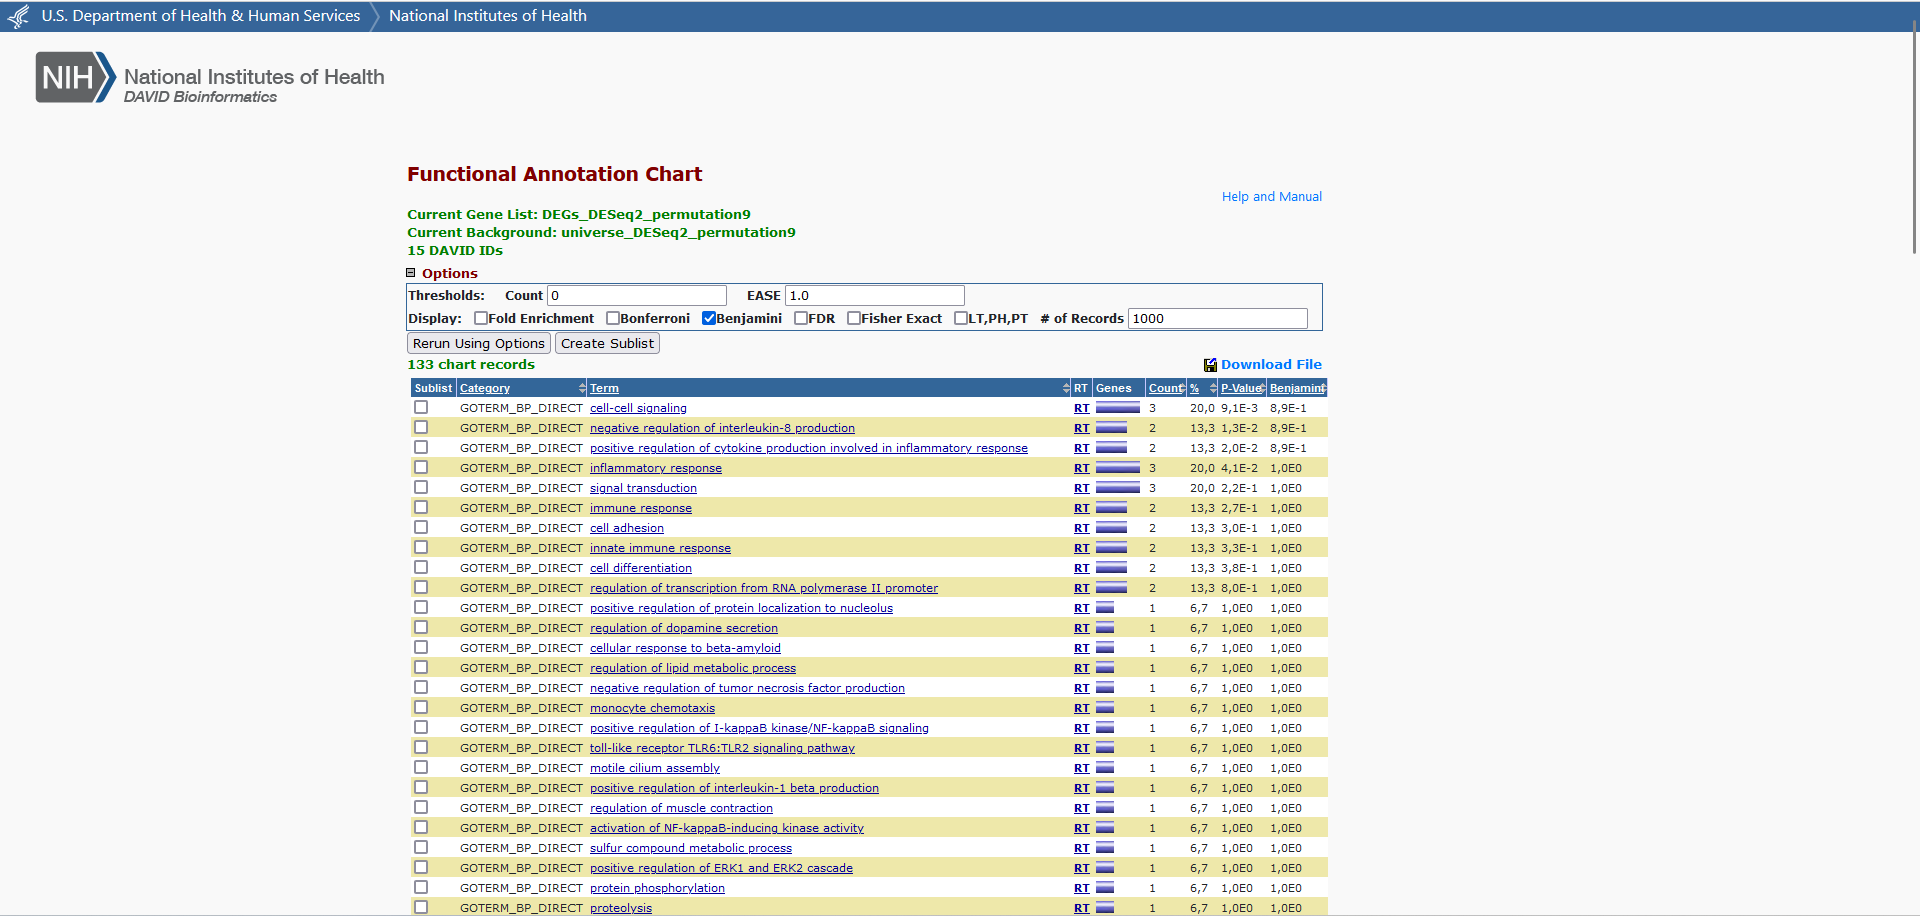 U.S. Department of Health & Human Services National Institutes of Health
NIH National Institutes of Health
DAVID Bioinformatics
Functional Annotation Chart
Help and Manual
Current Gene List: DEGs_DESeq2_permutation9
Current Background: universe_DESeq2_permutation9
15 DAVID IDs
Options
Thresholds: Count 0 EASE 1.0
Display: Fold Enrichment Bonferroni Benjamini FDR Fisher Exact LT,PH,PT # of Records 1000
Rerun Using Options Create Sublist
133 chart records Download File
Sublist Category Term RT Genes Count % P-Value Benjamini
GOTERM_BP_DIRECT cell-cell signaling RT 3 20,0 9,1E-3 8,9E-1
GOTERM_BP_DIRECT negative regulation of interleukin-8 production RT 2 13,3 1,3E-2 8,9E-1
GOTERM_BP_DIRECT positive regulation of cytokine production involved in inflammatory response RT 2 13,3 2,0E-2 8,9E-1
GOTERM_BP_DIRECT inflammatory response RT 3 20,0 4,1E-2 1,0E0
GOTERM_BP_DIRECT signal transduction RT 3 20,0 2,2E-1 1,0E0
GOTERM_BP_DIRECT immune response RT 2 13,3 2,7E-1 1,0E0
GOTERM_BP_DIRECT cell adhesion RT 2 13,3 3,0E-1 1,0E0
GOTERM_BP_DIRECT innate immune response RT 2 13,3 3,3E-1 1,0E0
GOTERM_BP_DIRECT cell differentiation RT 2 13,3 3,8E-1 1,0E0
GOTERM_BP_DIRECT regulation of transcription from RNA polymerase II promoter RT 2 13,3 8,0E-1 1,0E0
GOTERM_BP_DIRECT positive regulation of protein localization to nucleolus RT 1 6,7 1,0E0 1,0E0
GOTERM_BP_DIRECT regulation of dopamine secretion RT 1 6,7 1,0E0 1,0E0
GOTERM_BP_DIRECT cellular response to beta-amyloid RT 1 6,7 1,0E0 1,0E0
GOTERM_BP_DIRECT regulation of lipid metabolic process RT 1 6,7 1,0E0 1,0E0
GOTERM_BP_DIRECT negative regulation of tumor necrosis factor production RT 1 6,7 1,0E0 1,0E0
GOTERM_BP_DIRECT monocyte chemotaxis RT 1 6,7 1,0E0 1,0E0
GOTERM_BP_DIRECT positive regulation of I-kappaB kinase/NF-kappaB signaling RT 1 6,7 1,0E0 1,0E0
GOTERM_BP_DIRECT toll-like receptor TLR6:TLR2 signaling pathway RT 1 6,7 1,0E0 1,0E0
GOTERM_BP_DIRECT motile cilium assembly RT 1 6,7 1,0E0 1,0E0
GOTERM_BP_DIRECT positive regulation of interleukin-1 beta production RT 1 6,7 1,0E0 1,0E0
GOTERM_BP_DIRECT regulation of muscle contraction RT 1 6,7 1,0E0 1,0E0
GOTERM_BP_DIRECT activation of NF-kappaB-inducing kinase activity RT 1 6,7 1,0E0 1,0E0
GOTERM_BP_DIRECT sulfur compound metabolic process RT 1 6,7 1,0E0 1,0E0
GOTERM_BP_DIRECT positive regulation of ERK1 and ERK2 cascade RT 1 6,7 1,0E0 1,0E0
GOTERM_BP_DIRECT protein phosphorylation RT 1 6,7 1,0E0 1,0E0
GOTERM_BP_DIRECT proteolysis RT 1 6,7 1,0E0 1,0E0